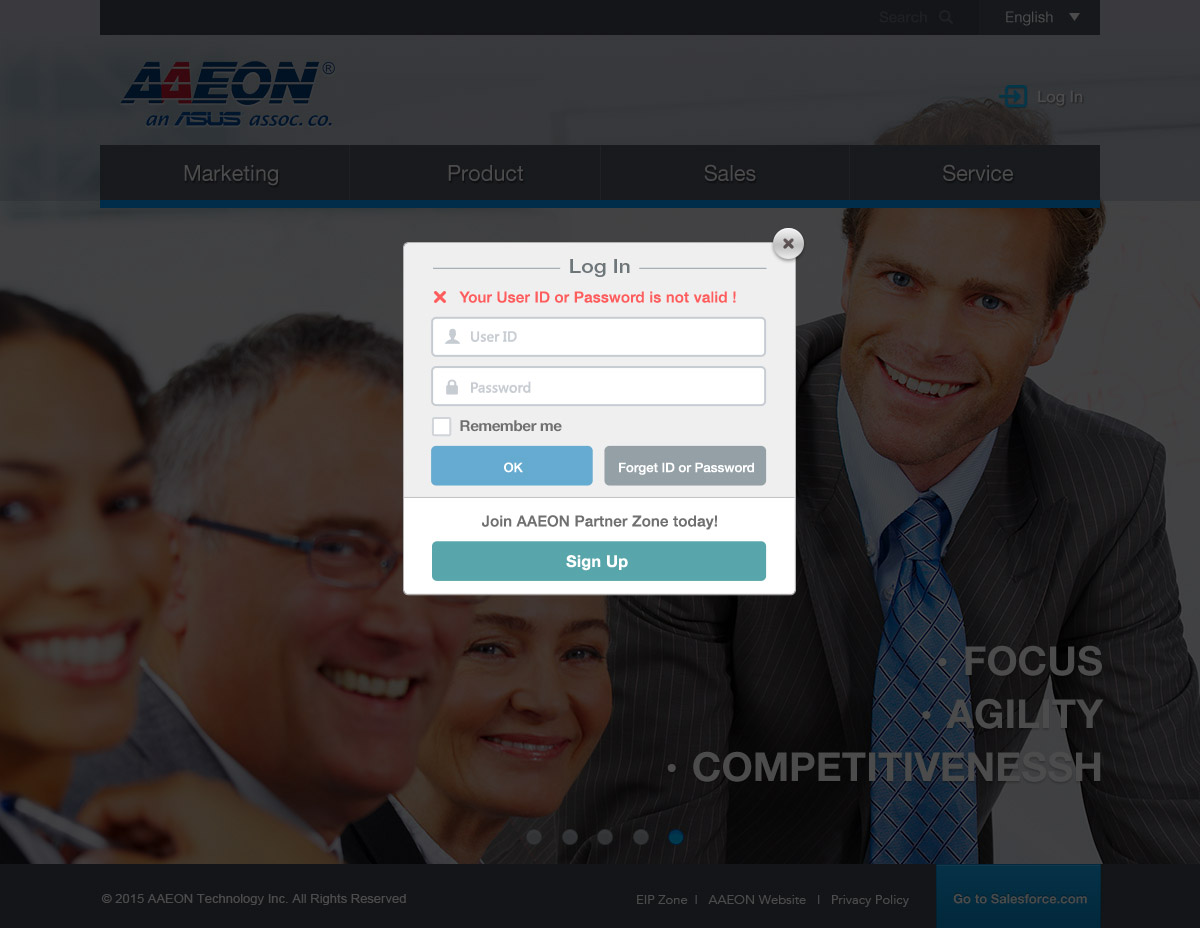 Search
English
AAEON®
an ASUS assoc. co.
Log In
Marketing Product Sales Service
Log In
Your User ID or Password is not valid !
User ID
Password
Remember me
OK Forget ID or Password
Join AAEON Partner Zone today!
Sign Up
• FOCUS
• AGILITY
• COMPETITIVENESSH
© 2015 AAEON Technology Inc. All Rights Reserved
EIP Zone I AAEON Website I Privacy Policy
Go to Salesforce.com